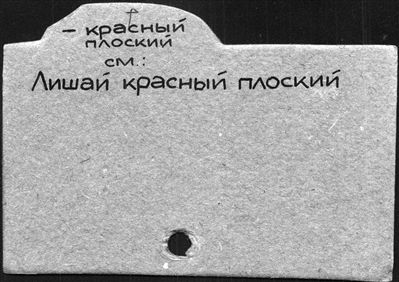 – красный
плоский
см.:
Лишай красный плоский